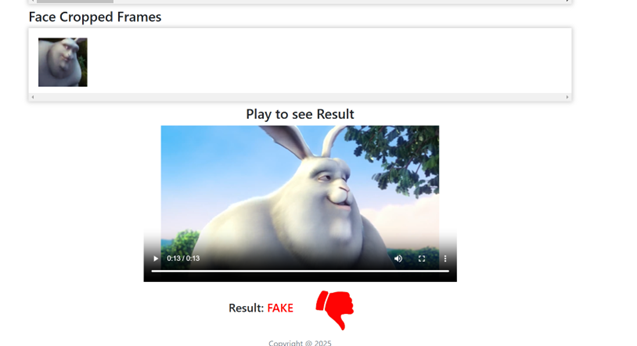 Face Cropped Frames
Play to see Result
0:13 / 0:13
Result: FAKE
Copyright @ 2025